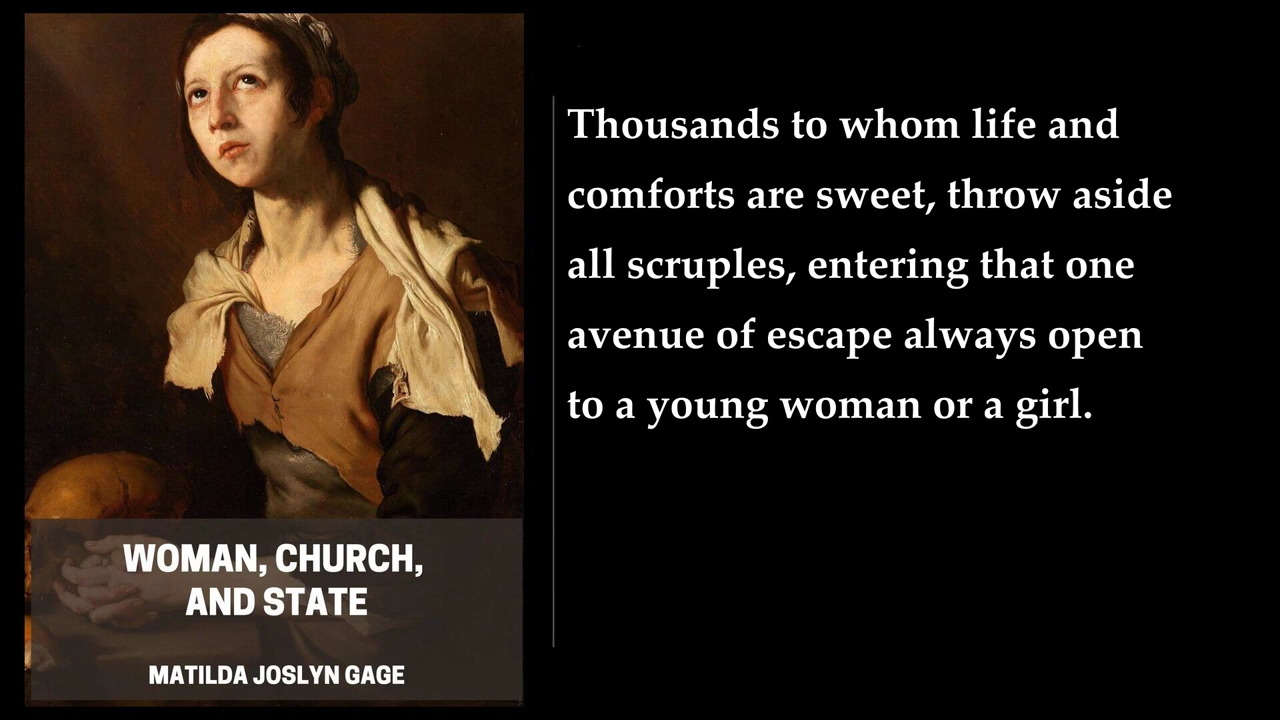 WOMAN, CHURCH,
AND STATE
MATILDA JOSLYN GAGE
Thousands to whom life and
comforts are sweet, throw aside
all scruples, entering that one
avenue of escape always open
to a young woman or a girl.